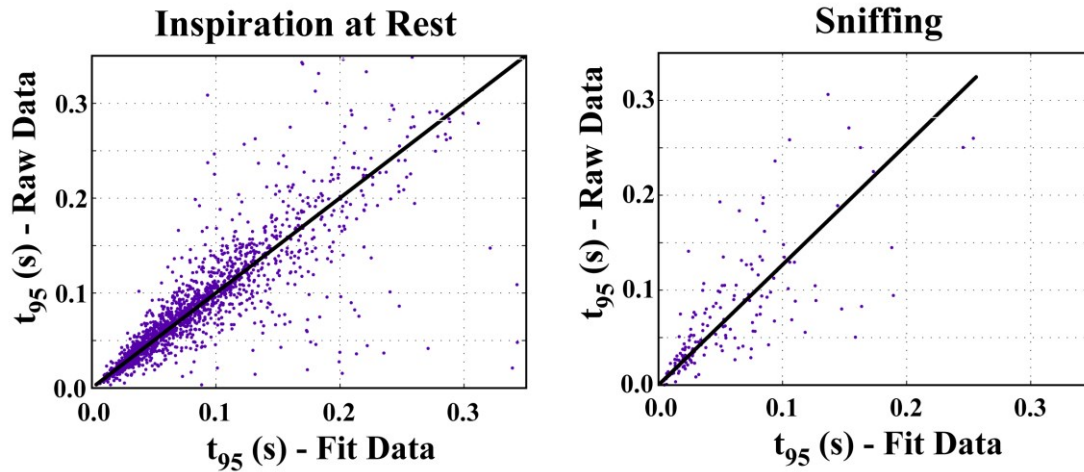 Inspiration at Rest
t95 (s) - Raw Data
0.3
0.2
0.1
0.0
0.0 0.1 0.2 0.3
t95 (s) - Fit Data
Sniffing
t95 (s) - Raw Data
0.3
0.2
0.1
0.0
0.0 0.1 0.2 0.3
t95 (s) - Fit Data